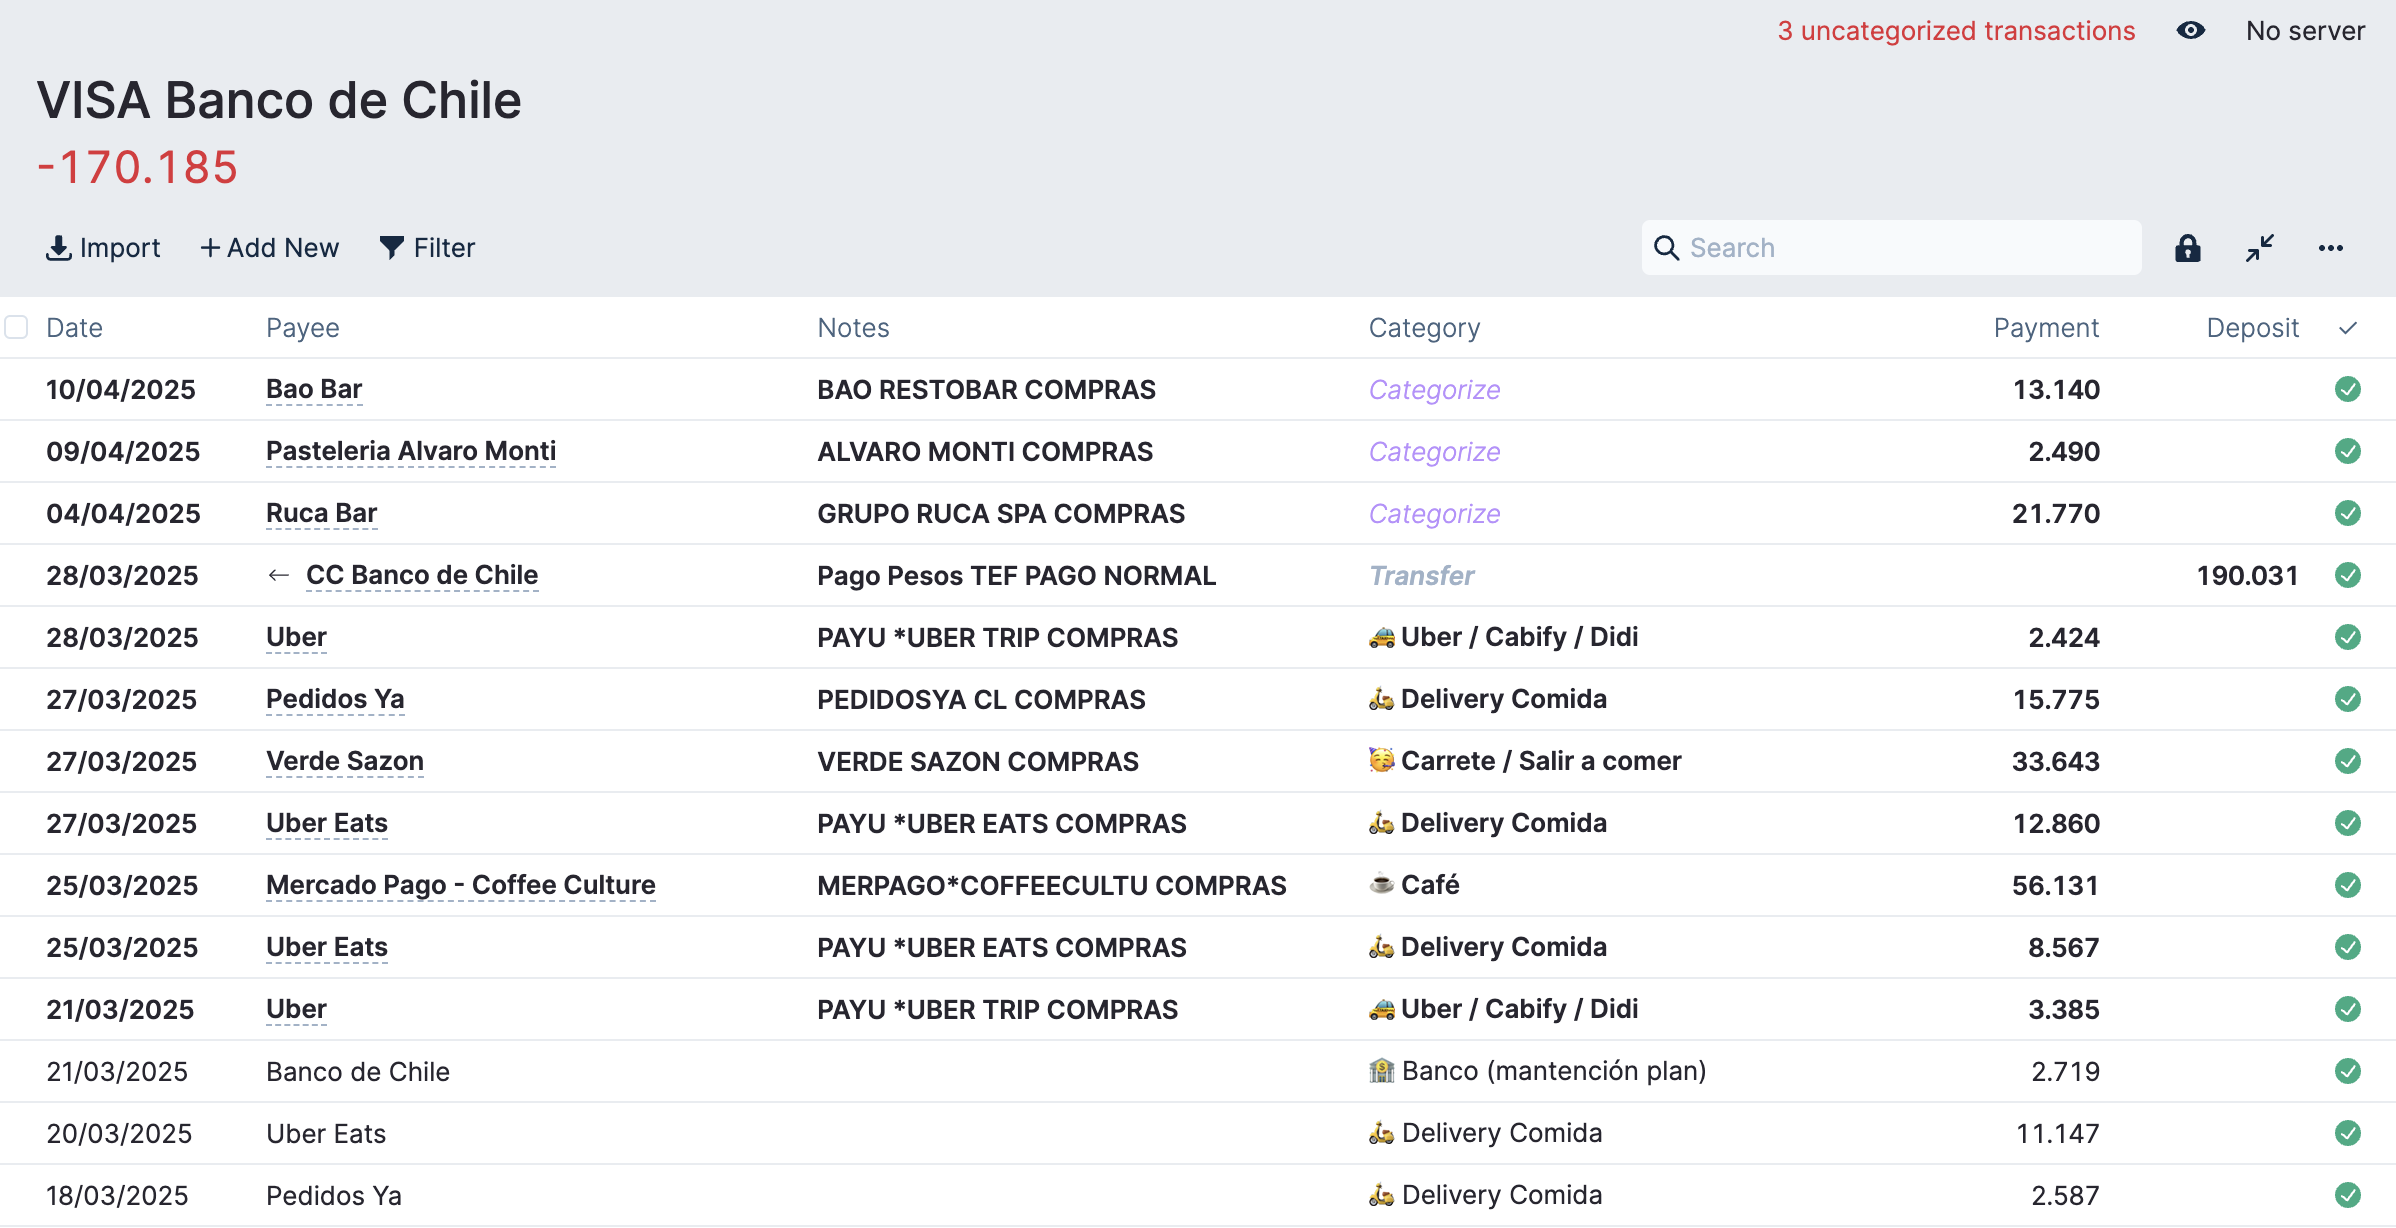 3 uncategorized transactions No server
VISA Banco de Chile
-170.185
Import + Add New Filter Search
Date Payee Notes Category Payment Deposit
10/04/2025 Bao Bar BAO RESTOBAR COMPRAS Categorize 13.140
09/04/2025 Pasteleria Alvaro Monti ALVARO MONTI COMPRAS Categorize 2.490
04/04/2025 Ruca Bar GRUPO RUCA SPA COMPRAS Categorize 21.770
28/03/2025 ← CC Banco de Chile Pago Pesos TEF PAGO NORMAL Transfer 190.031
28/03/2025 Uber PAYU *UBER TRIP COMPRAS Uber / Cabify / Didi 2.424
27/03/2025 Pedidos Ya PEDIDOSYA CL COMPRAS Delivery Comida 15.775
27/03/2025 Verde Sazon VERDE SAZON COMPRAS Carrete / Salir a comer 33.643
27/03/2025 Uber Eats PAYU *UBER EATS COMPRAS Delivery Comida 12.860
25/03/2025 Mercado Pago - Coffee Culture MERPAGO*COFFEECULTU COMPRAS Café 56.131
25/03/2025 Uber Eats PAYU *UBER EATS COMPRAS Delivery Comida 8.567
21/03/2025 Uber PAYU *UBER TRIP COMPRAS Uber / Cabify / Didi 3.385
21/03/2025 Banco de Chile Banco (mantención plan) 2.719
20/03/2025 Uber Eats Delivery Comida 11.147
18/03/2025 Pedidos Ya Delivery Comida 2.587